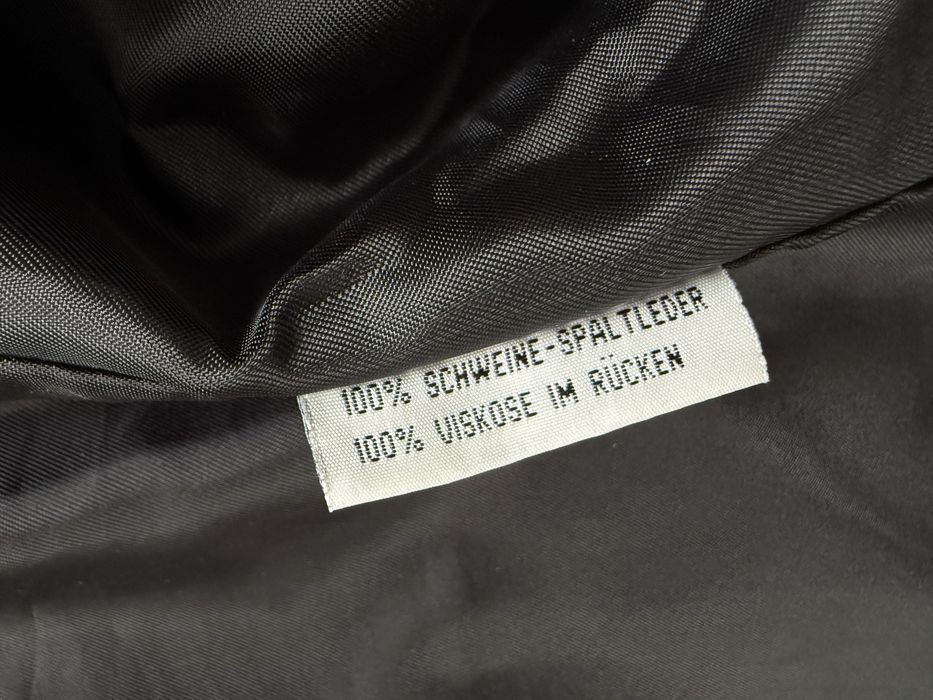 100% SCHWEINE-SPALTLEDER
100% VISKOSE IM RÜCKEN